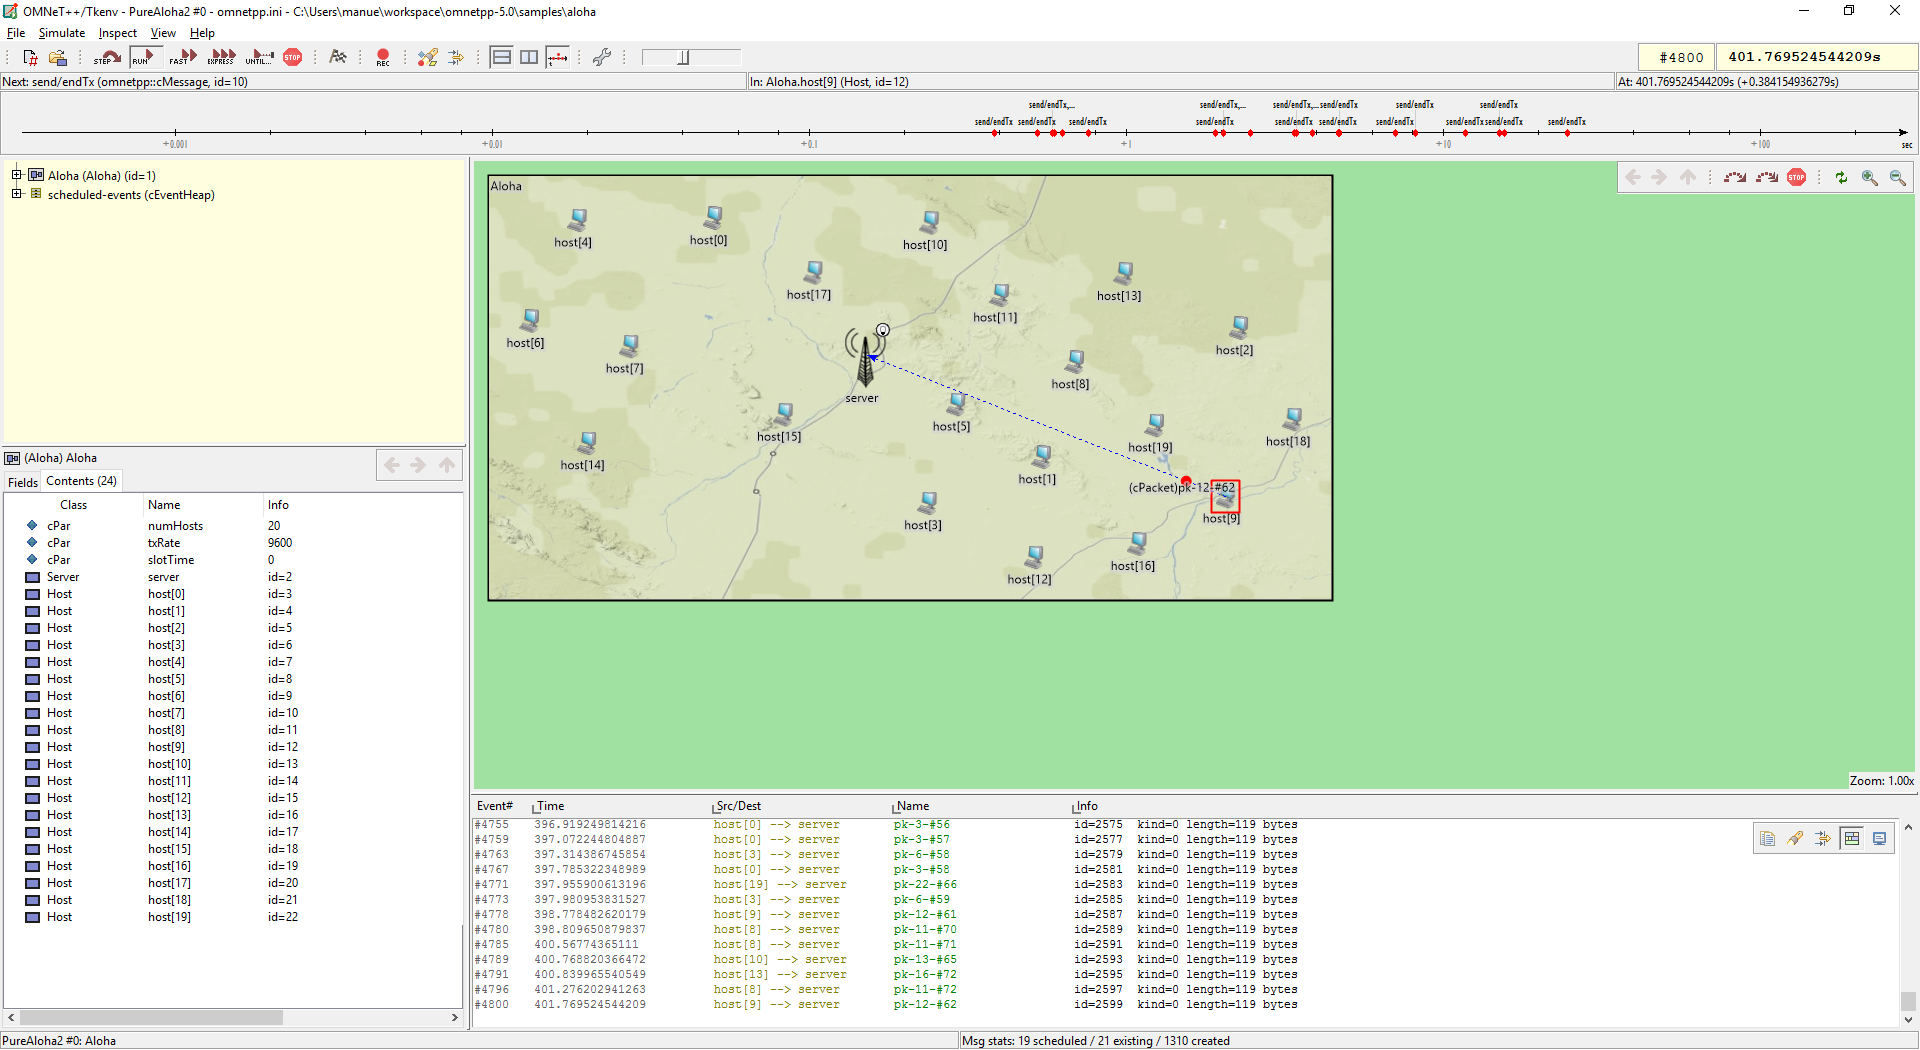 OMNeT++/Tkenv - PureAloha2 #0 - omnetpp.ini - C:\Users\manue\workspace\omnetpp-5.0\samples\aloha
File Simulate Inspect View Help
STEP RUN FAST EXPRESS UNTIL... STOP REC
#4800 401.769524544209s
Next: send/endTx (omnetpp::cMessage, id=10) In: Aloha.host[9] (Host, id=12) At: 401.769524544209s (+0.384154936279s)
send/endTx,... send/endTx,... send/endTx,... send/endTx send/endTx send/endTx
send/endTx send/endTx send/endTx send/endTx send/endTx send/endTx send/endTx send/endTx send/endTx send/endTx
+0.001 +0.01 +0.1 +1 +10 +100 sec
Aloha (Aloha) (id=1)
scheduled-events (cEventHeap)
(Aloha) Aloha
Fields Contents (24)
Class Name Info
cPar numHosts 20
cPar txRate 9600
cPar slotTime 0
Server server id=2
Host host[0] id=3
Host host[1] id=4
Host host[2] id=5
Host host[3] id=6
Host host[4] id=7
Host host[5] id=8
Host host[6] id=9
Host host[7] id=10
Host host[8] id=11
Host host[9] id=12
Host host[10] id=13
Host host[11] id=14
Host host[12] id=15
Host host[13] id=16
Host host[14] id=17
Host host[15] id=18
Host host[16] id=19
Host host[17] id=20
Host host[18] id=21
Host host[19] id=22
Aloha
STOP
host[4]
host[0]
host[10]
host[17]
host[13]
host[11]
host[6]
host[2]
host[7]
host[8]
server
host[5]
host[15]
host[18]
host[19]
host[14]
host[1]
(cPacket)pk-12-#62
host[9]
host[3]
host[16]
host[12]
Zoom: 1.00x
Event# Time Src/Dest Name Info
#4755 396.919249814216 host[0] --> server pk-3-#56 id=2575 kind=0 length=119 bytes
#4759 397.072244804887 host[0] --> server pk-3-#57 id=2577 kind=0 length=119 bytes
#4763 397.314386745854 host[3] --> server pk-6-#58 id=2579 kind=0 length=119 bytes
#4767 397.785322348989 host[0] --> server pk-3-#58 id=2581 kind=0 length=119 bytes
#4771 397.955900613196 host[19] --> server pk-22-#66 id=2583 kind=0 length=119 bytes
#4773 397.980953831527 host[3] --> server pk-6-#59 id=2585 kind=0 length=119 bytes
#4778 398.778482620179 host[9] --> server pk-12-#61 id=2587 kind=0 length=119 bytes
#4780 398.809650879837 host[8] --> server pk-11-#70 id=2589 kind=0 length=119 bytes
#4785 400.56774365111 host[8] --> server pk-11-#71 id=2591 kind=0 length=119 bytes
#4789 400.768820366472 host[10] --> server pk-13-#65 id=2593 kind=0 length=119 bytes
#4791 400.839965540549 host[13] --> server pk-16-#72 id=2595 kind=0 length=119 bytes
#4796 401.276202941263 host[8] --> server pk-11-#72 id=2597 kind=0 length=119 bytes
#4800 401.769524544209 host[9] --> server pk-12-#62 id=2599 kind=0 length=119 bytes
PureAloha2 #0: Aloha Msg stats: 19 scheduled / 21 existing / 1310 created